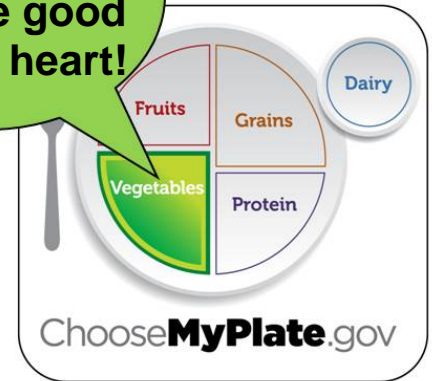 e good
heart!
Fruits
Grains
Dairy
Vegetables
Protein
ChooseMyPlate.gov